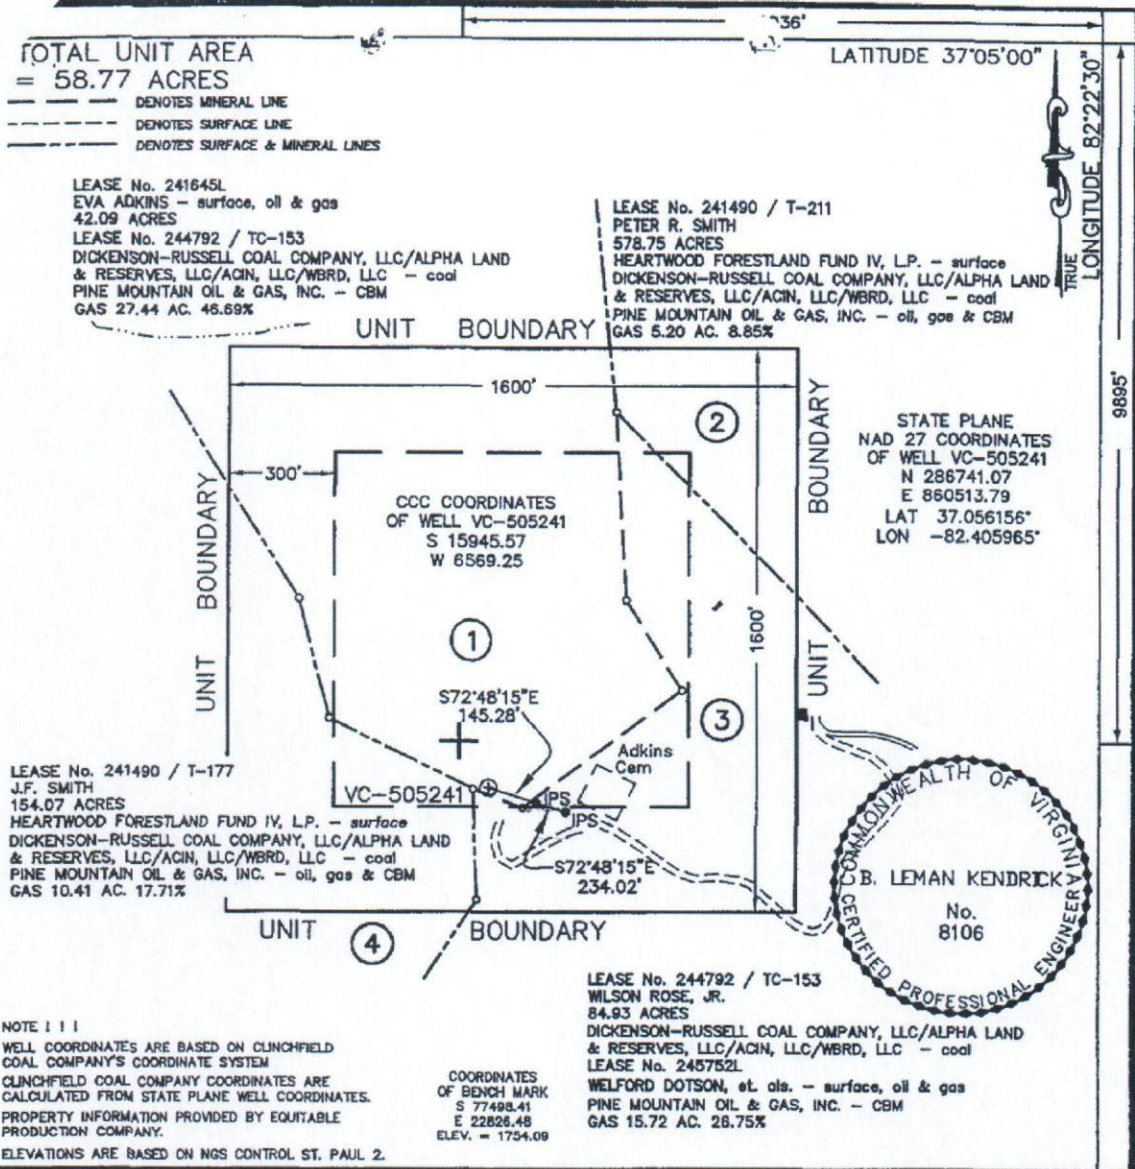 36'
TOTAL UNIT AREA
= 58.77 ACRES
LATITUDE 37°05'00"
LONGITUDE 82°22'30"
TRUE
9895'
DENOTES MINERAL LINE
DENOTES SURFACE LINE
DENOTES SURFACE & MINERAL LINES
LEASE No. 241645L
EVA ADKINS - surface, oil & gas
42.09 ACRES
LEASE No. 244792 / TC-153
DICKENSON-RUSSELL COAL COMPANY, LLC/ALPHA LAND
& RESERVES, LLC/ACIN, LLC/WBRD, LLC - coal
PINE MOUNTAIN OIL & GAS, INC. - CBM
GAS 27.44 AC. 46.69%
LEASE No. 241490 / T-211
PETER R. SMITH
578.75 ACRES
HEARTWOOD FORESTLAND FUND IV, L.P. - surface
DICKENSON-RUSSELL COAL COMPANY, LLC/ALPHA LAND
& RESERVES, LLC/ACIN, LLC/WBRD, LLC - coal
PINE MOUNTAIN OIL & GAS, INC. - oil, gas & CBM
GAS 5.20 AC. 8.85%
UNIT BOUNDARY
1600'
300'
2
UNIT BOUNDARY
UNIT BOUNDARY
1600'
STATE PLANE
NAD 27 COORDINATES
OF WELL VC-505241
N 286741.07
E 860513.79
LAT 37.056156°
LON -82.405965°
CCC COORDINATES
OF WELL VC-505241
S 15945.57
W 6569.25
1
S72°48'15"E
145.28'
3
Adkins
Cem
VC-505241
IPS
IPS
S72°48'15"E
234.02'
LEASE No. 241490 / T-177
J.F. SMITH
154.07 ACRES
HEARTWOOD FORESTLAND FUND IV, L.P. - surface
DICKENSON-RUSSELL COAL COMPANY, LLC/ALPHA LAND
& RESERVES, LLC/ACIN, LLC/WBRD, LLC - coal
PINE MOUNTAIN OIL & GAS, INC. - oil, gas & CBM
GAS 10.41 AC. 17.71%
UNIT 4 BOUNDARY
COMMONWEALTH OF VIRGINIA
B. LEMAN KENDRICK
No.
8106
CERTIFIED PROFESSIONAL ENGINEER
LEASE No. 244792 / TC-153
WILSON ROSE, JR.
84.93 ACRES
DICKENSON-RUSSELL COAL COMPANY, LLC/ALPHA LAND
& RESERVES, LLC/ACIN, LLC/WBRD, LLC - coal
LEASE No. 245752L
WELFORD DOTSON, et. als. - surface, oil & gas
PINE MOUNTAIN OIL & GAS, INC. - CBM
GAS 15.72 AC. 26.75%
NOTE ! ! !
WELL COORDINATES ARE BASED ON CLINCHFIELD
COAL COMPANY'S COORDINATE SYSTEM
CLINCHFIELD COAL COMPANY COORDINATES ARE
CALCULATED FROM STATE PLANE WELL COORDINATES.
PROPERTY INFORMATION PROVIDED BY EQUITABLE
PRODUCTION COMPANY.
ELEVATIONS ARE BASED ON NGS CONTROL ST. PAUL 2.
COORDINATES
OF BENCH MARK
S 77498.41
E 22826.48
ELEV. = 1754.09